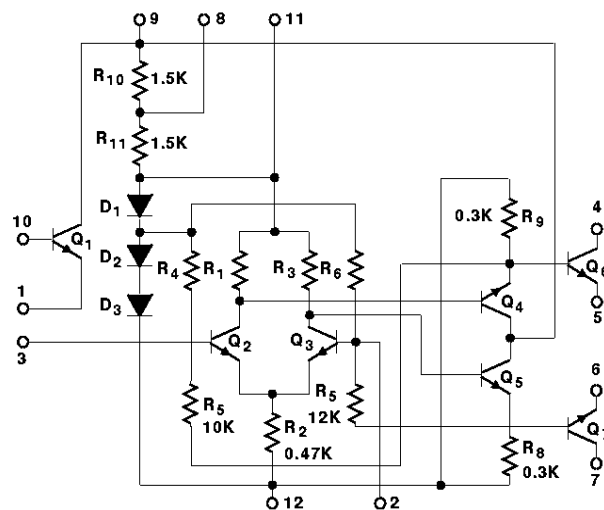 9 8 11
R10 1.5K
R11 1.5K
D1
R9
0.3K
4
10
Q1
D2
R4 R1 R3 R6
Q6
1
D3
Q4
5
3
Q2 Q3
Q5
6
R5 R5
10K 12K
R2
0.47K
Q7
R8
0.3K
7
12 2